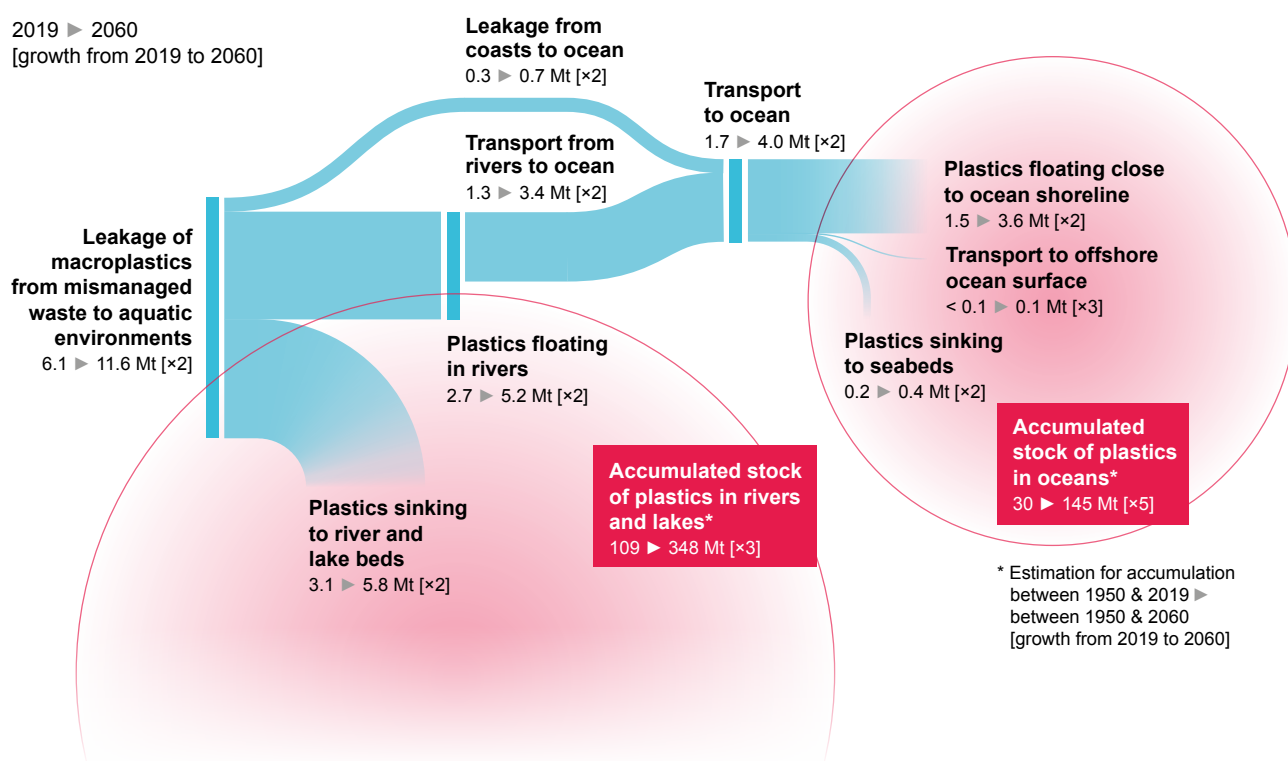 2019 ► 2060
[growth from 2019 to 2060]
Leakage from
coasts to ocean
0.3 ► 0.7 Mt [×2]
Transport from
rivers to ocean
1.3 ► 3.4 Mt [×2]
Transport
to ocean
1.7 ► 4.0 Mt [×2]
Leakage of
macroplastics
from mismanaged
waste to aquatic
environments
6.1 ► 11.6 Mt [×2]
Plastics floating
in rivers
2.7 ► 5.2 Mt [×2]
Plastics sinking
to river and
lake beds
3.1 ► 5.8 Mt [×2]
Accumulated stock
of plastics in rivers
and lakes*
109 ► 348 Mt [×3]
Plastics floating close
to ocean shoreline
1.5 ► 3.6 Mt [×2]
Transport to offshore
ocean surface
< 0.1 ► 0.1 Mt [×3]
Plastics sinking
to seabeds
0.2 ► 0.4 Mt [×2]
Accumulated
stock of plastics
in oceans*
30 ► 145 Mt [×5]
* Estimation for accumulation
between 1950 & 2019 ►
between 1950 & 2060
[growth from 2019 to 2060]